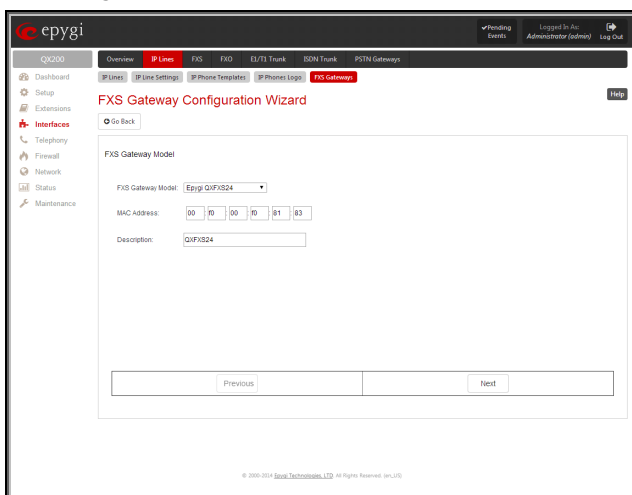 epygi
Pending Events
Logged In As: Administrator (admin)
Log Out
QX200
Overview IP Lines FXS FXO E1/T1 Trunk ISDN Trunk PSTN Gateways
Dashboard
Setup
Extensions
Interfaces
Telephony
Firewall
Network
Status
Maintenance
IP Lines IP Line Settings IP Phone Templates IP Phones Logo FXS Gateways
FXS Gateway Configuration Wizard
Help
Go Back
FXS Gateway Model
FXS Gateway Model: Epygi QXFXS24
MAC Address: 00 : f0 : 00 : f0 : 81 : 83
Description: QXFXS24
Previous Next
© 2000-2014 Epygi Technologies, LTD. All Rights Reserved. (en_US)